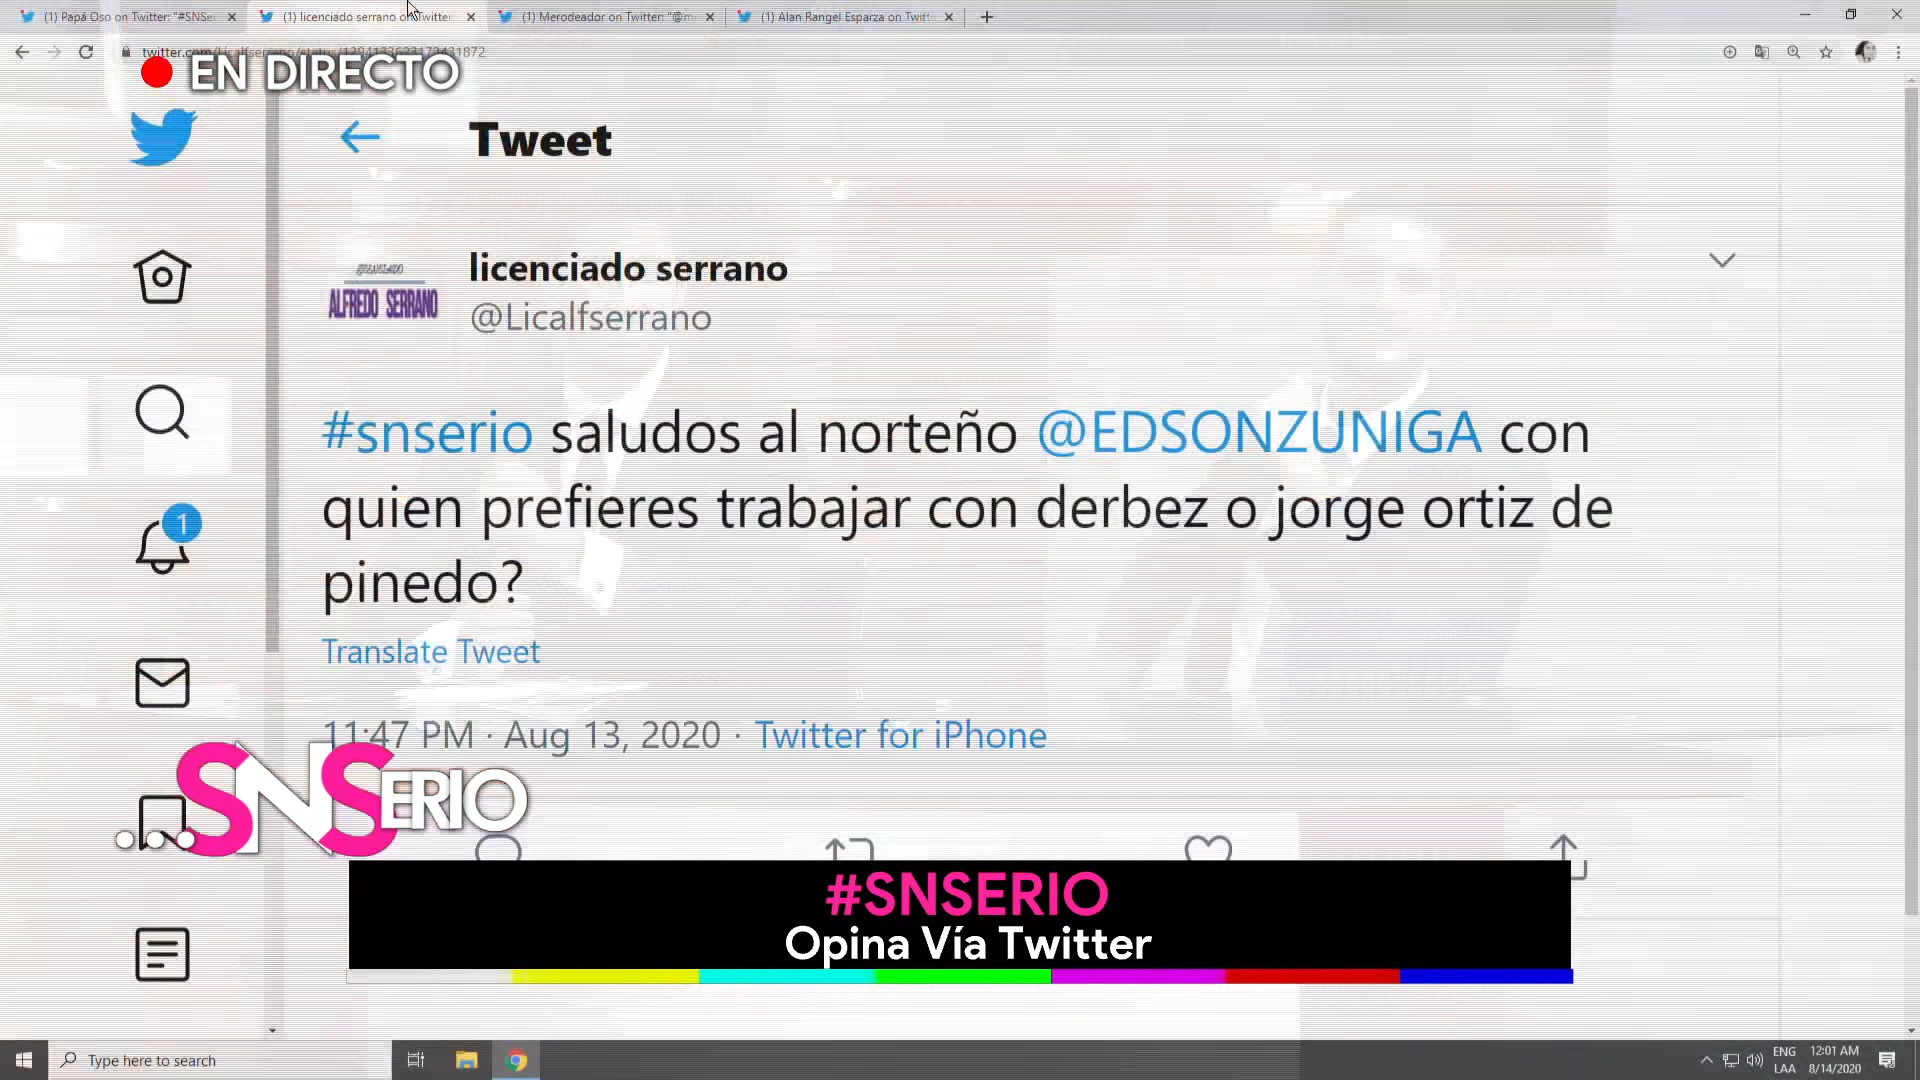 (1) Papá Oso on Twitter: "#SNSe
(1) licenciado serrano on Twitter
(1) Merodeador on Twitter: "@m
(1) Alan Rangel Esparza on Twitt
EN DIRECTO
Tweet
ALFREDO SERRANO
licenciado serrano
@Licalfserrano
#snserio saludos al norteño @EDSONZUNIGA con
quien prefieres trabajar con derbez o jorge ortiz de
pinedo?
Translate Tweet
1
11:47 PM · Aug 13, 2020 · Twitter for iPhone
...SNSERIO
#SNSERIO
Opina Vía Twitter
Type here to search
ENG
LAA
12:01 AM
8/14/2020